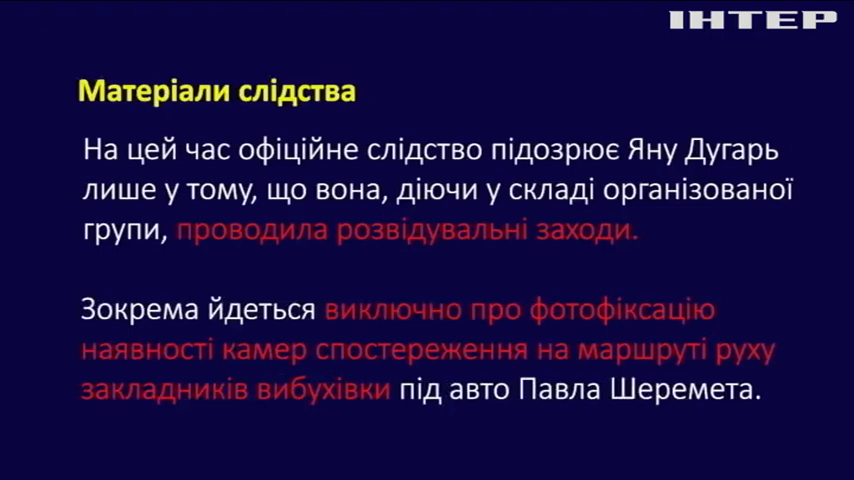 ІНТЕР
Матеріали слідства
На цей час офіційне слідство підозрює Яну Дугарь
лише у тому, що вона, діючи у складі організованої
групи, проводила розвідувальні заходи.
Зокрема йдеться виключно про фотофіксацію
наявності камер спостереження на маршруті руху
закладників вибухівки під авто Павла Шеремета.